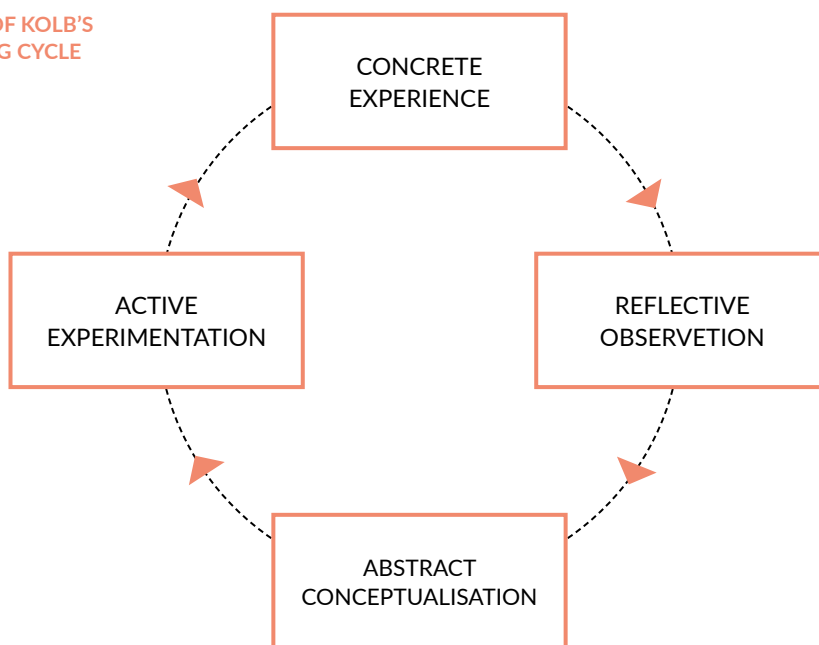 OF KOLB'S
G CYCLE
CONCRETE
EXPERIENCE
ACTIVE
EXPERIMENTATION
REFLECTIVE
OBSERVETION
ABSTRACT
CONCEPTUALISATION